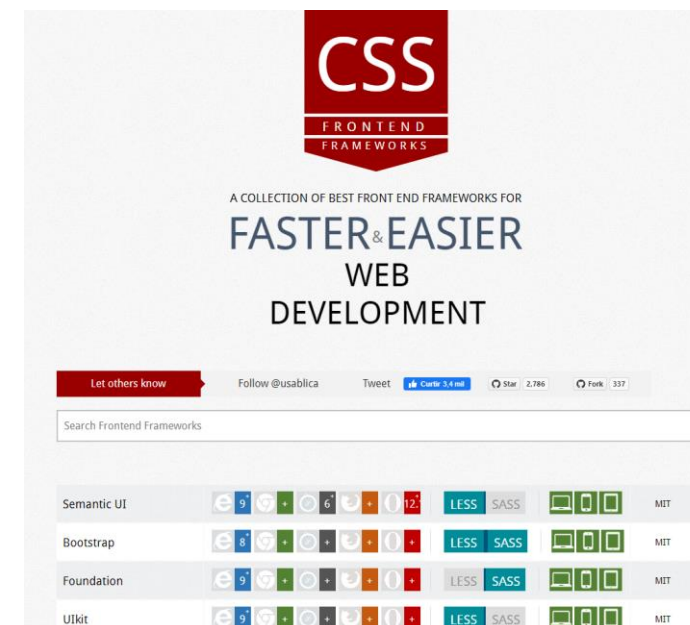 CSS
FRONTEND
FRAMEWORKS
A COLLECTION OF BEST FRONT END FRAMEWORKS FOR
FASTER & EASIER
WEB
DEVELOPMENT
Let others know Follow @usablica Tweet Curtir 3,4 mil Star 2.786 Fork 337
Search Frontend Frameworks
Semantic UI 9+ + 6+ + 12. LESS SASS MIT
Bootstrap 8+ + + + + LESS SASS MIT
Foundation 9+ + + + + LESS SASS MIT
UIkit 9+ + + + + LESS SASS MIT